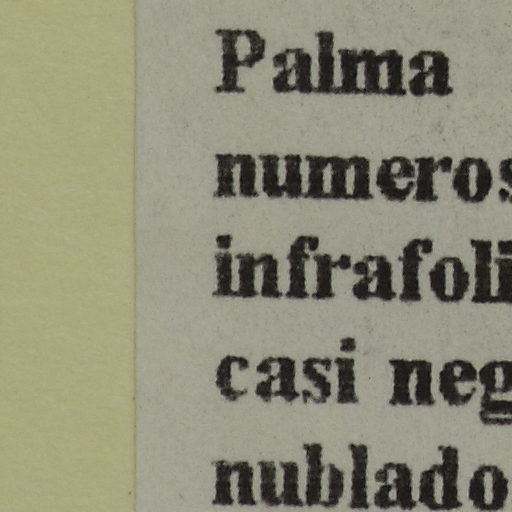 Palma
numeros
infrafoli
casi neg
nublado